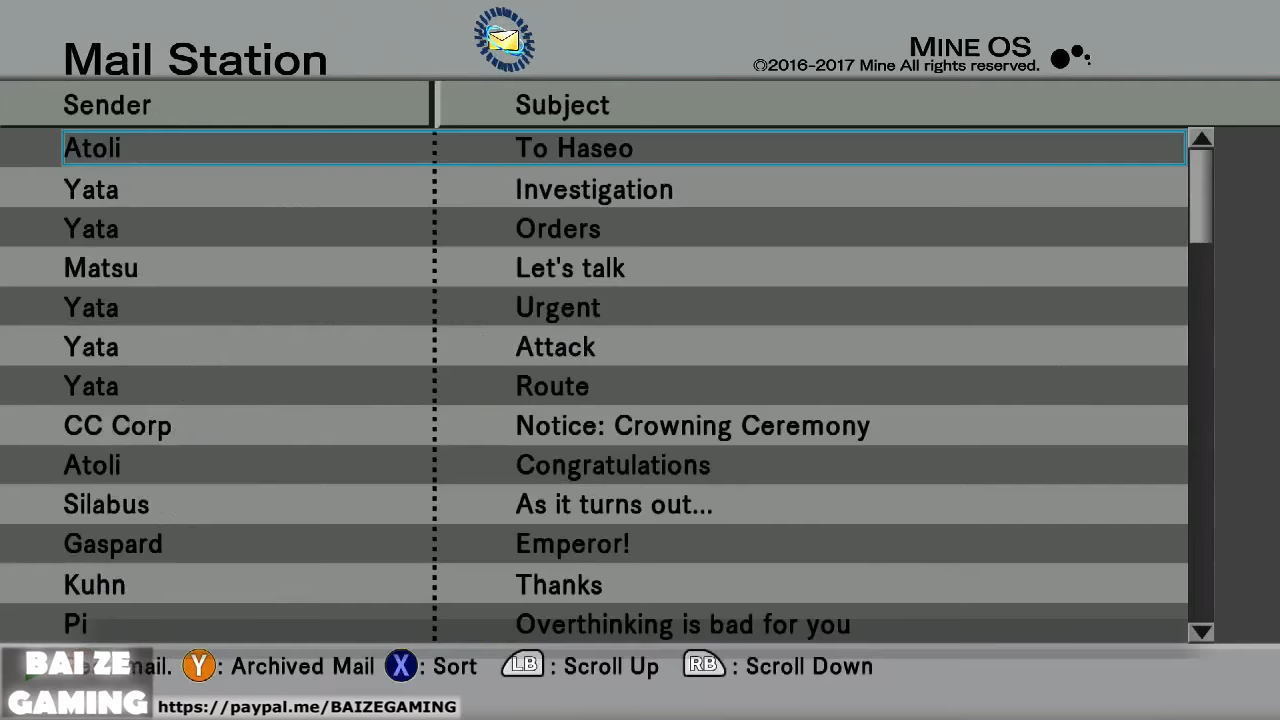 Mail Station
MINE OS
©2016-2017 Mine All rights reserved.
Sender Subject
Atoli To Haseo
Yata Investigation
Yata Orders
Matsu Let's talk
Yata Urgent
Yata Attack
Yata Route
CC Corp Notice: Crowning Ceremony
Atoli Congratulations
Silabus As it turns out...
Gaspard Emperor!
Kuhn Thanks
Pi Overthinking is bad for you
mail. Y: Archived Mail X: Sort LB: Scroll Up RB: Scroll Down
BAIZE
GAMING
https://paypal.me/BAIZEGAMING